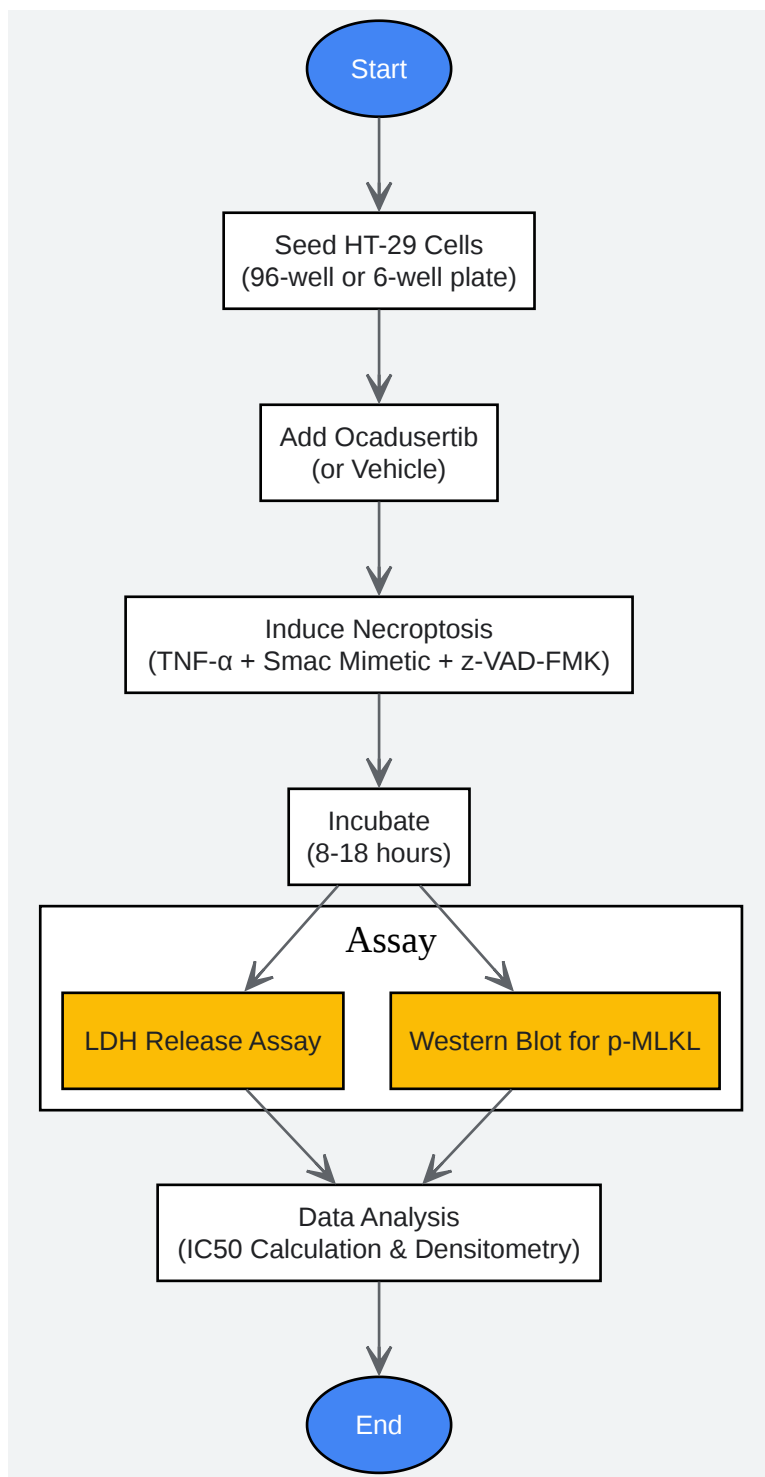 Start
Seed HT-29 Cells
(96-well or 6-well plate)
Add Ocadusertib
(or Vehicle)
Induce Necroptosis
(TNF-α + Smac Mimetic + z-VAD-FMK)
Incubate
(8-18 hours)
Assay
LDH Release Assay
Western Blot for p-MLKL
Data Analysis
(IC50 Calculation & Densitometry)
End